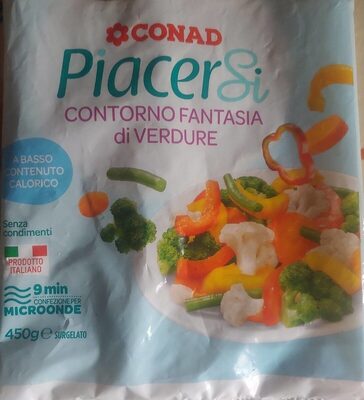 CONAD
PiacerSi
CONTORNO FANTASIA
di VERDURE
A BASSO
CONTENUTO
CALORICO
Senza
condimenti
PRODOTTO
ITALIANO
9 min
CONFEZIONE PER
MICROONDE
450g e SURGELATO